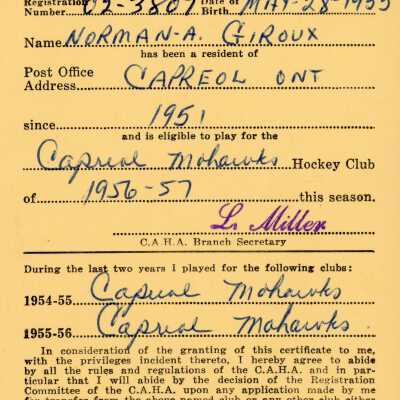 Registration Number 02-3807 Date of Birth MAY-28-1935
Name NORMAN-A. GIROUX
has been a resident of
Post Office Address CAPREOL ONT
since 1951
and is eligible to play for the
Capreol Mohawks Hockey Club
of 1956-57 this season.
L. Miller
C.A.H.A. Branch Secretary
During the last two years I played for the following clubs:
1954-55 Capreol Mohawks
1955-56 Capreol Mohawks
In consideration of the granting of this certificate to me,
with the privileges incident thereto, I hereby agree to abide
by all the rules and regulations of the C.A.H.A. and in par-
ticular that I will abide by the decision of the Registration
Committee of the C.A.H.A. upon any application made by me